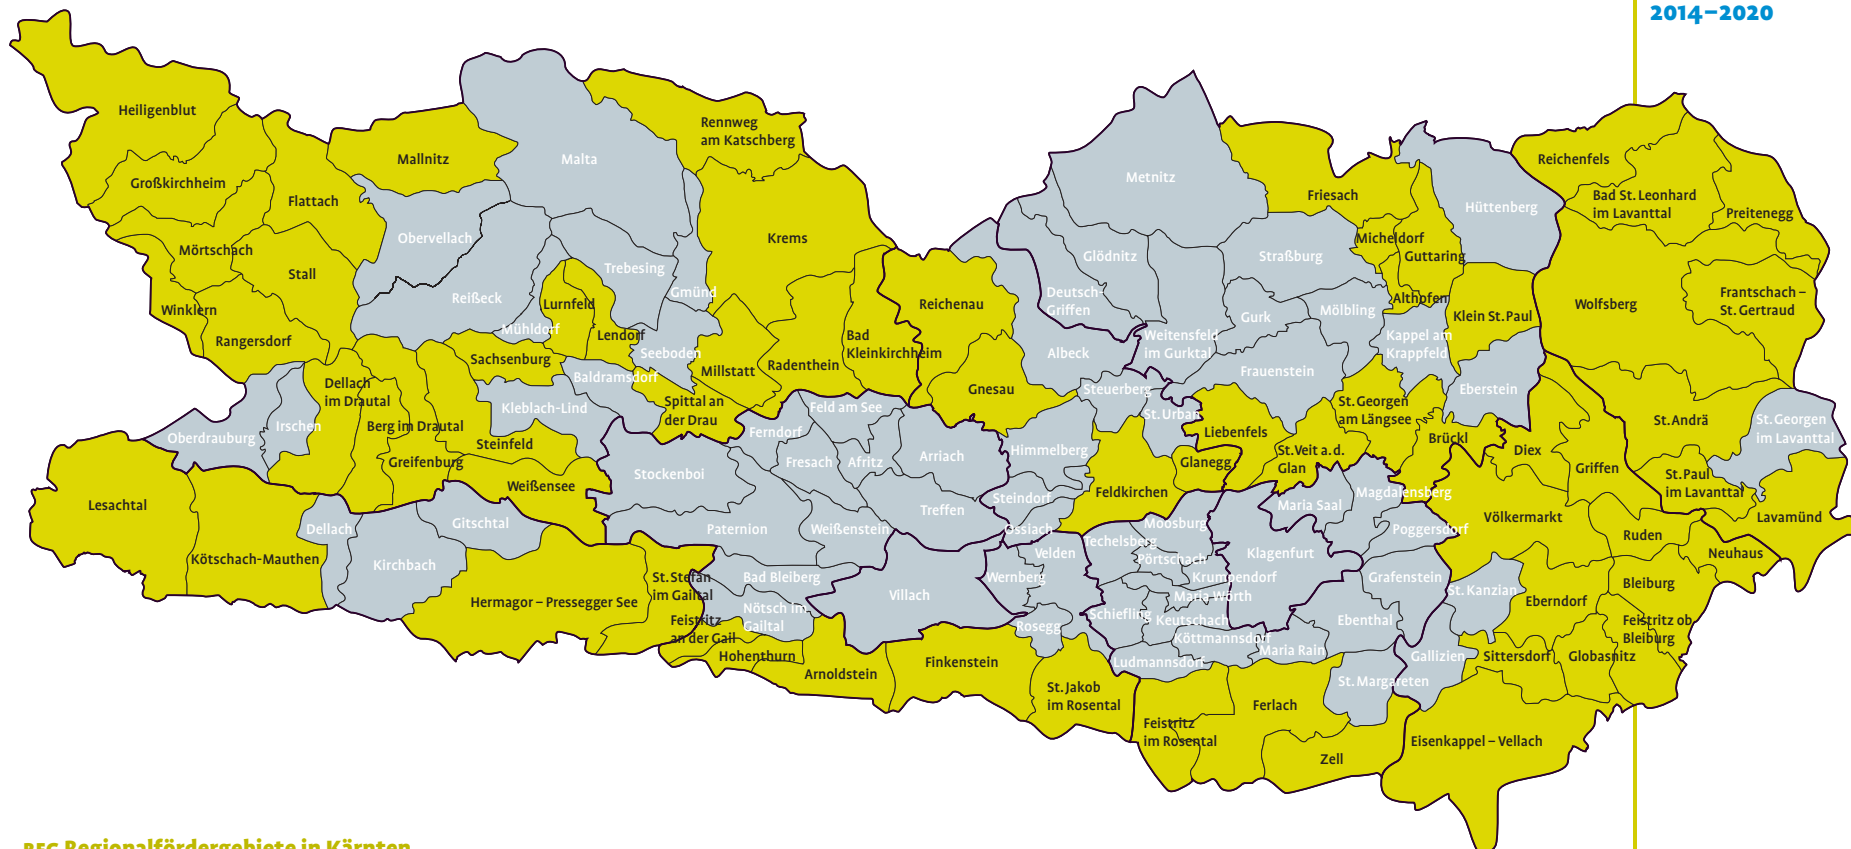 2014–2020
Heiligenblut
Großkirchheim
Mörtschach
Winklern
Rangersdorf
Stall
Flattach
Mallnitz
Obervellach
Reißeck
Mühldorf
Malta
Trebesing
Gmünd
Rennweg
am Katschberg
Krems
Lurnfeld
Lendorf
Seeboden
Millstatt
Radenthein
Bad
Kleinkirchheim
Sachsenburg
Baldramsdorf
Spittal an
der Drau
Kleblach-Lind
Steinfeld
Dellach
im Drautal
Berg im Drautal
Greifenburg
Weißensee
Irschen
Oberdrauburg
Lesachtal
Kötschach-Mauthen
Dellach
Kirchbach
Gitschtal
Hermagor – Pressegger See
St. Stefan
im Gailtal
Feistritz
an der Gail
Hohenthurn
Nötsch im
Gailtal
Bad Bleiberg
Arnoldstein
Finkenstein
Villach
Stockenboi
Paternion
Weißenstein
Ferndorf
Fresach
Feld am See
Afritz
Arriach
Treffen
Reichenau
Gnesau
Albeck
Deutsch-
Griffen
Glödnitz
Metnitz
Weitensfeld
im Gurktal
Gurk
Straßburg
Mölbling
Frauenstein
Steuerberg
St. Urban
Himmelberg
Steindorf
Ossiach
Feldkirchen
Glanegg
Liebenfels
St. Veit a. d.
Glan
St. Georgen
am Längsee
Brückl
Friesach
Micheldorf
Guttaring
Althofen
Kappel am
Krappfeld
Klein St. Paul
Eberstein
Hüttenberg
Reichenfels
Bad St. Leonhard
im Lavanttal
Preitenegg
Wolfsberg
Frantschach –
St. Gertraud
St. Andrä
St. Georgen
im Lavanttal
St. Paul
im Lavanttal
Lavamünd
Diex
Griffen
Völkermarkt
Ruden
Neuhaus
Bleiburg
Feistritz ob
Bleiburg
Eberndorf
St. Kanzian
Sittersdorf
Globasnitz
Gallizien
Eisenkappel – Vellach
Magdalensberg
Maria Saal
Poggersdorf
Klagenfurt
Grafenstein
Ebenthal
Moosburg
Techelsberg
Pörtschach
Krumpendorf
Maria Wörth
Velden
Wernberg
Rosegg
Schiefling
Keutschach
Köttmannsdorf
Maria Rain
Ludmannsdorf
St. Margareten
St. Jakob
im Rosental
Feistritz
im Rosental
Ferlach
Zell
RFG Regionalfördergebiete in Kärnten